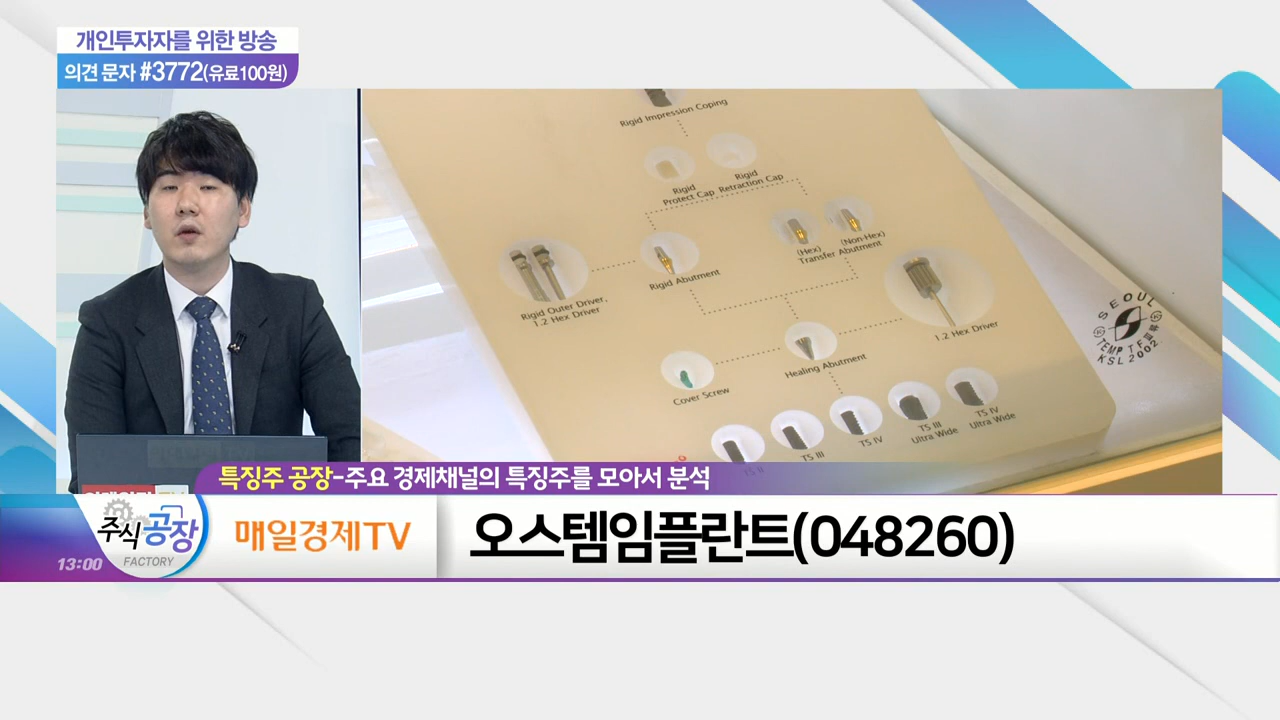 개인투자자를 위한 방송
의견 문자 #3772(유료100원)
Rigid Impression Coping
Rigid
Protect Cap
Rigid
Retraction Cap
(Hex)
(Non-Hex)
Transfer Abutment
Rigid Abutment
Rigid Outer Driver,
1.2 Hex Driver
1.2 Hex Driver
Healing Abutment
Cover Screw
TS III
TS IV
TS III
Ultra Wide
TS IV
Ultra Wide
SEOUL
KSL2002
특징주 공장-주요 경제채널의 특징주를 모아서 분석
주식공장
FACTORY
13:00
매일경제TV
오스템임플란트(048260)